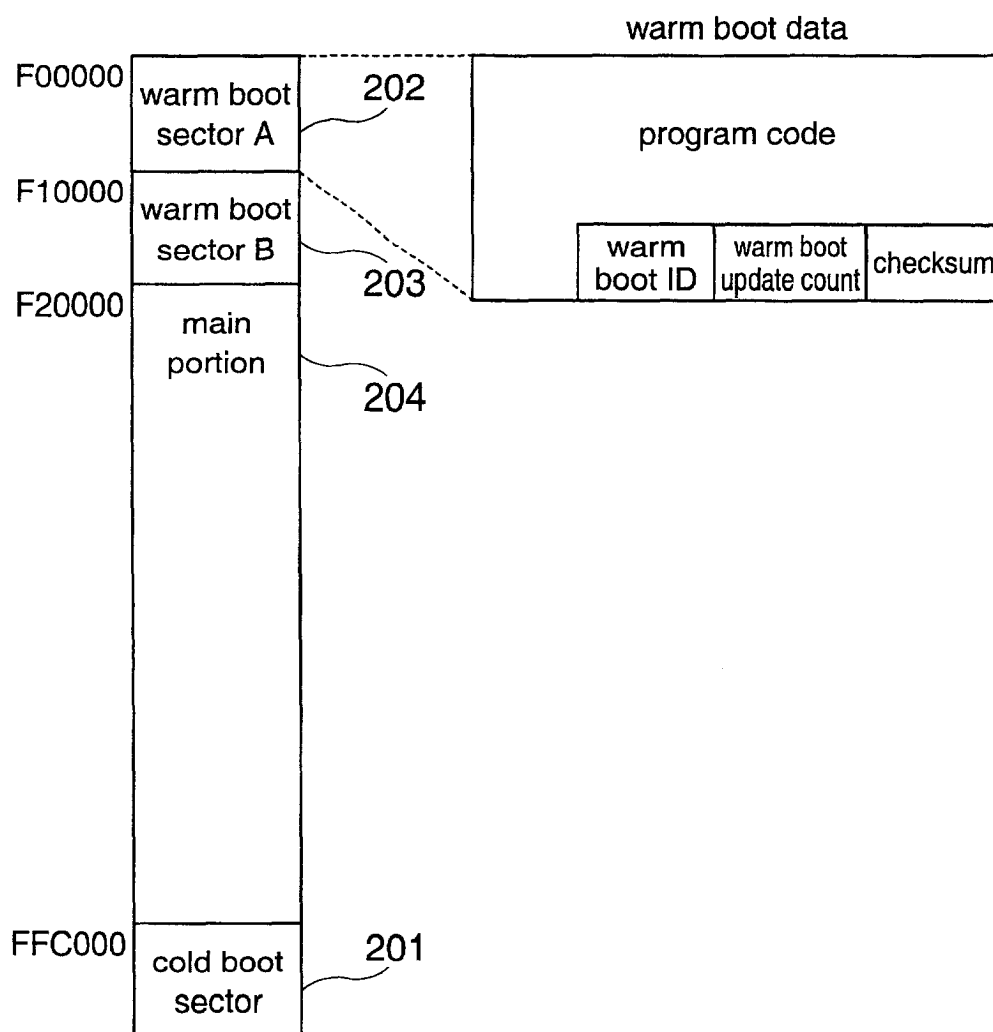 warm boot data
F00000
warm boot
sector A
202
program code
F10000
warm boot
sector B
203
warm
boot ID
warm boot
update count
checksum
F20000
main
portion
204
FFC000
cold boot
sector
201